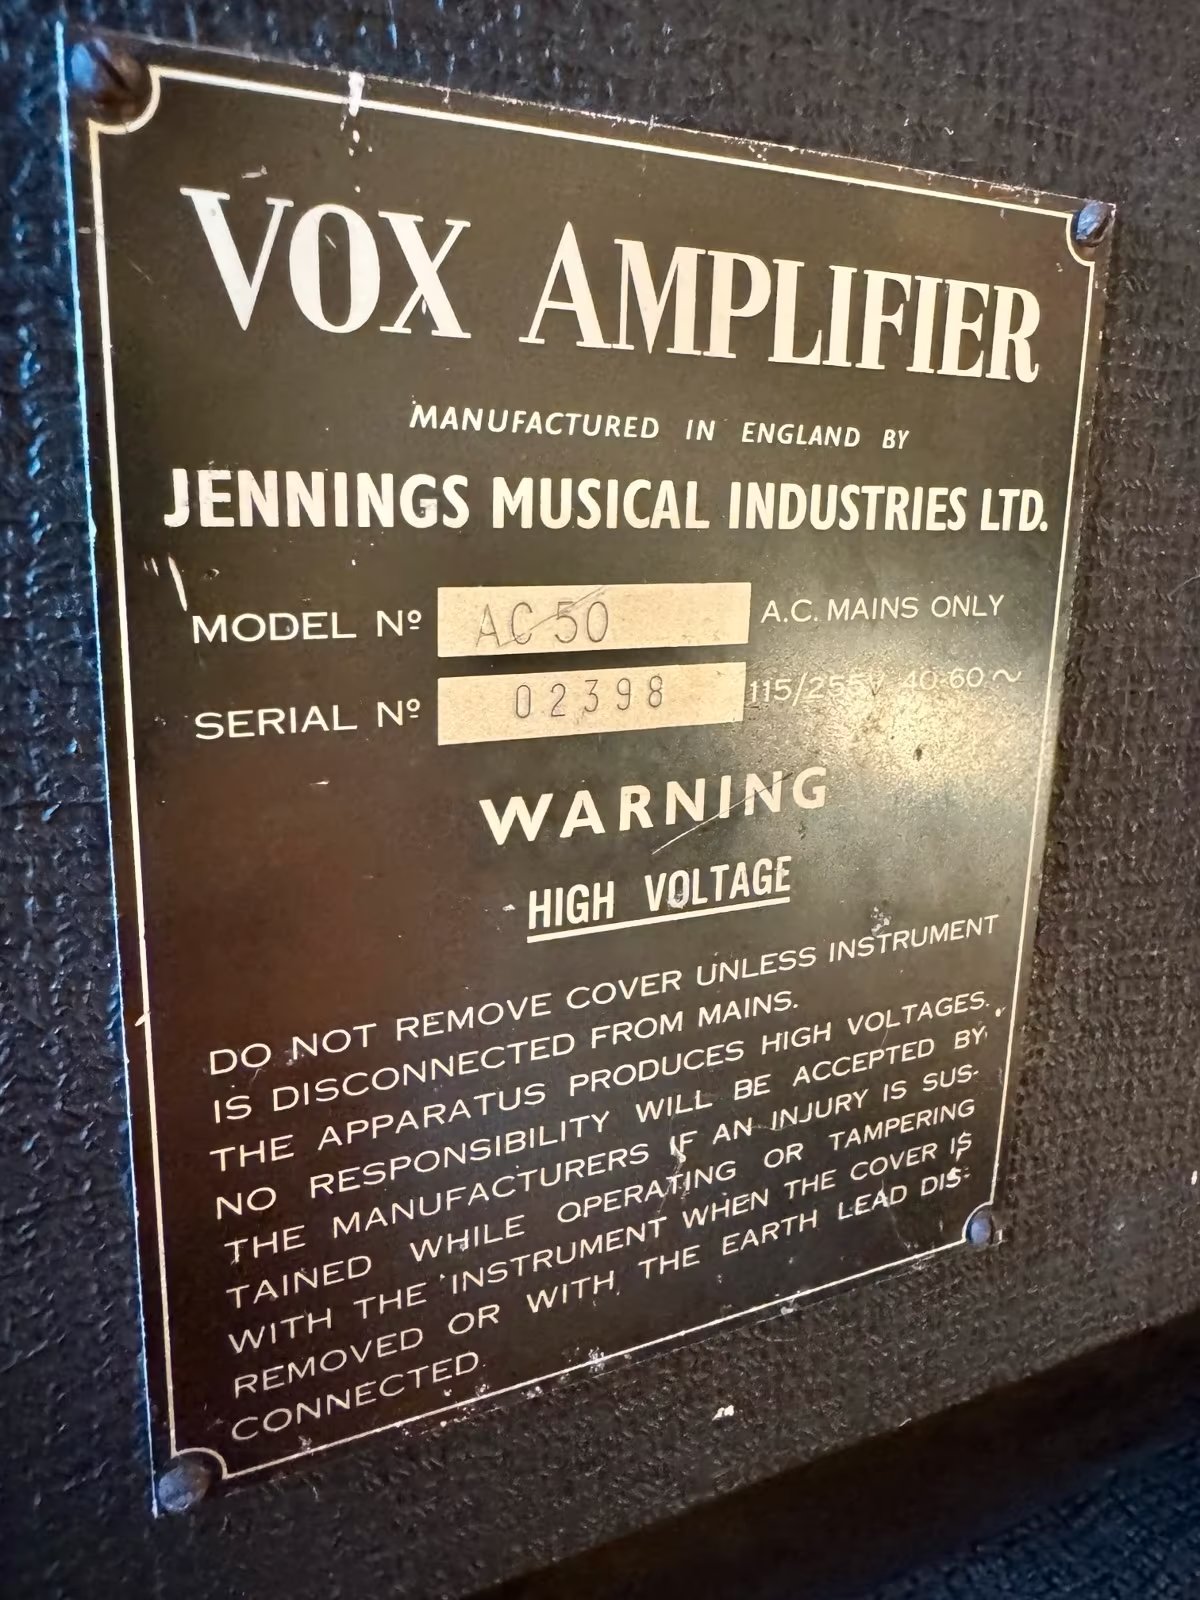 VOX AMPLIFIER
MANUFACTURED IN ENGLAND BY
JENNINGS MUSICAL INDUSTRIES LTD.
MODEL Nº AC50 A.C. MAINS ONLY
SERIAL Nº 02398 115/255V 40-60~
WARNING
HIGH VOLTAGE
DO NOT REMOVE COVER UNLESS INSTRUMENT
IS DISCONNECTED FROM MAINS.
THE APPARATUS PRODUCES HIGH VOLTAGES.
NO RESPONSIBILITY WILL BE ACCEPTED BY
THE MANUFACTURERS IF AN INJURY IS SUS-
TAINED WHILE OPERATING OR TAMPERING
WITH THE INSTRUMENT WHEN THE COVER IS
REMOVED OR WITH THE EARTH LEAD DIS-
CONNECTED